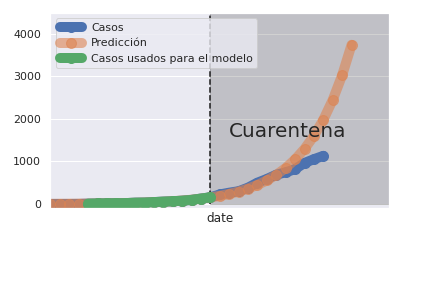 4000
3000
2000
1000
0
Casos
Predicción
Casos usados para el modelo
Cuarentena
date